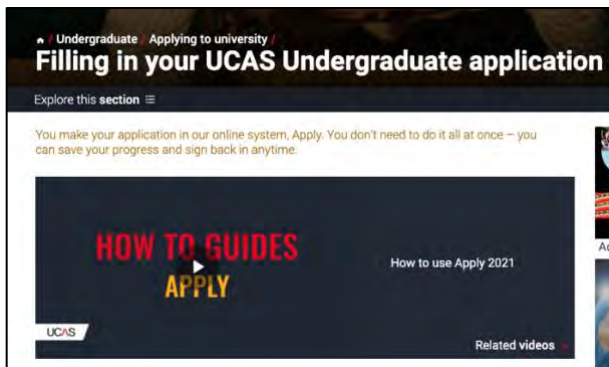 / Undergraduate / Applying to university /
Filling in your UCAS Undergraduate application
Explore this section
You make your application in our online system, Apply. You don't need to do it all at once – you
can save your progress and sign back in anytime.
HOW TO GUIDES
APPLY
How to use Apply 2021
UCAS
Related videos